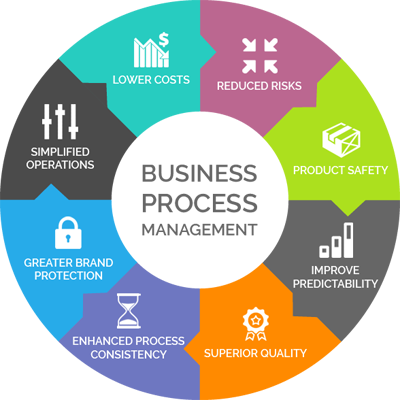 BUSINESS
PROCESS
MANAGEMENT
LOWER COSTS
$
REDUCED RISKS
PRODUCT SAFETY
IMPROVE
PREDICTABILITY
SUPERIOR QUALITY
ENHANCED PROCESS
CONSISTENCY
GREATER BRAND
PROTECTION
SIMPLIFIED
OPERATIONS